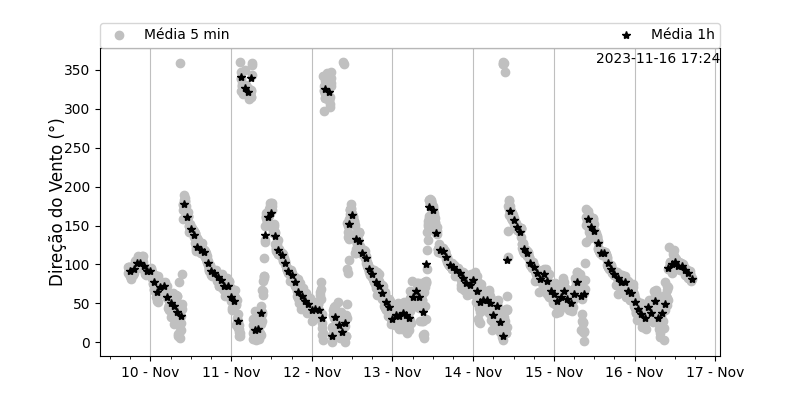 Média 5 min
Média 1h
2023-11-16 17:24
Direção do Vento (°)
350
300
250
200
150
100
50
0
10 - Nov
11 - Nov
12 - Nov
13 - Nov
14 - Nov
15 - Nov
16 - Nov
17 - Nov